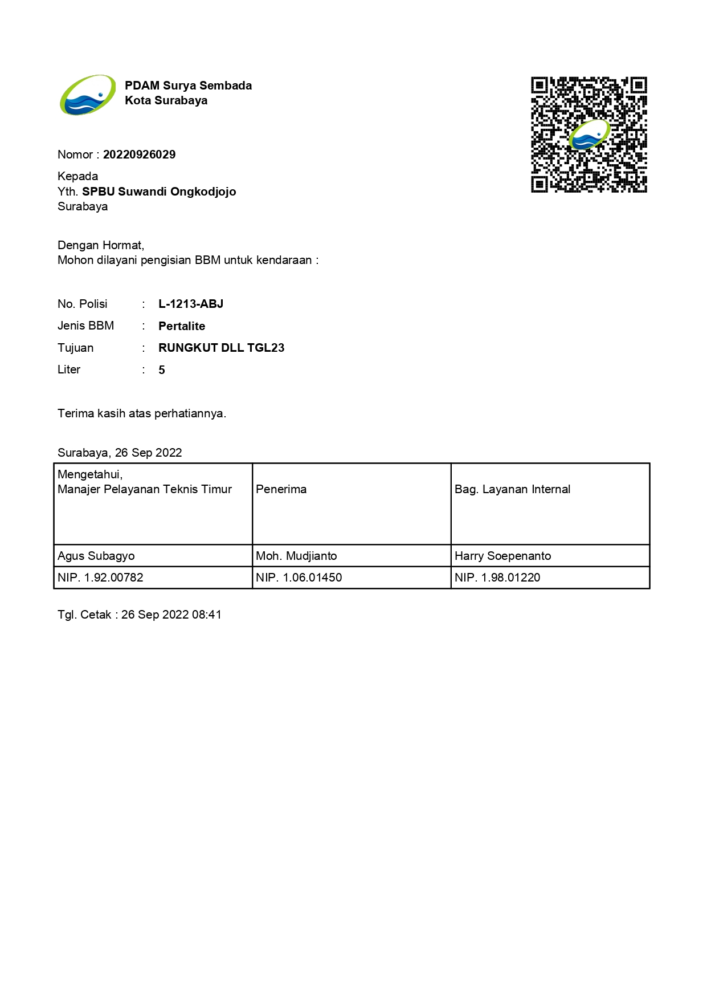 PDAM Surya Sembada
Kota Surabaya
Nomor : 20220926029
Kepada
Yth. SPBU Suwandi Ongkodjojo
Surabaya
Dengan Hormat,
Mohon dilayani pengisian BBM untuk kendaraan :
No. Polisi : L-1213-ABJ
Jenis BBM : Pertalite
Tujuan : RUNGKUT DLL TGL23
Liter : 5
Terima kasih atas perhatiannya.
Surabaya, 26 Sep 2022
Mengetahui,
Manajer Pelayanan Teknis Timur Penerima Bag. Layanan Internal
Agus Subagyo Moh. Mudjianto Harry Soepenanto
NIP. 1.92.00782 NIP. 1.06.01450 NIP. 1.98.01220
Tgl. Cetak : 26 Sep 2022 08:41